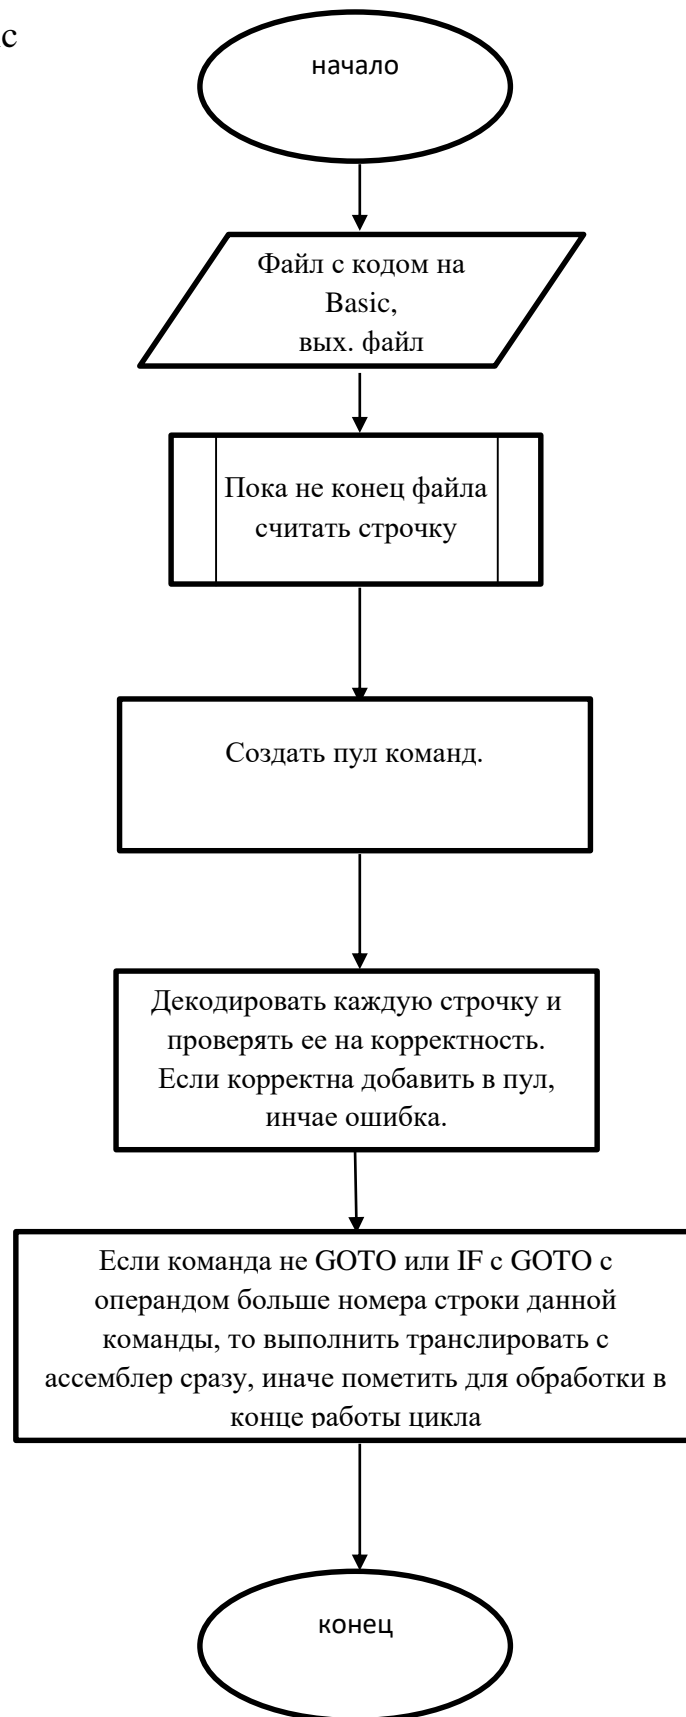 с
начало
Файл с кодом на
Basic,
вых. файл
Пока не конец файла
считать строчку
Создать пул команд.
Декодировать каждую строчку и
проверять ее на корректность.
Если корректна добавить в пул,
инчае ошибка.
Если команда не GOTO или IF с GOTO с
операндом больше номера строки данной
команды, то выполнить транслировать с
ассемблер сразу, иначе пометить для обработки в
конце работы цикла
конец